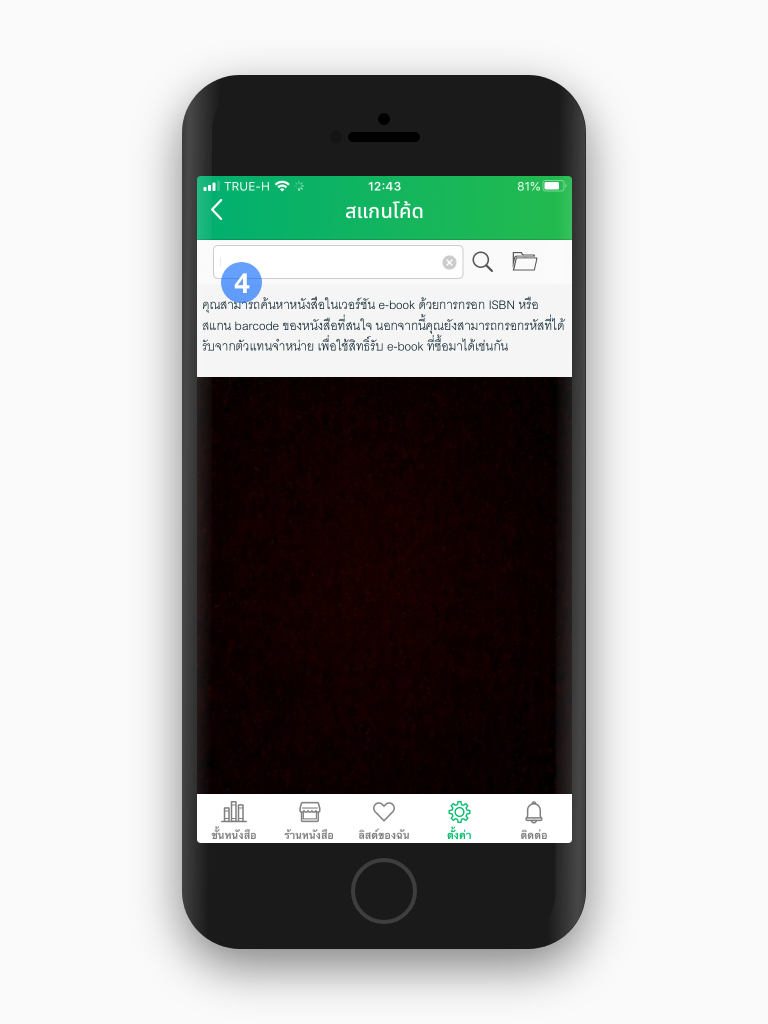 TRUE-H 12:43 81%
สแกนโค้ด
4
คุณสามารถค้นหาหนังสือในเวอร์ชัน e-book ด้วยการกรอก ISBN หรือ
สแกน barcode ของหนังสือที่สนใจ นอกจากนี้คุณยังสามารถกรอกรหัสที่ได้
รับจากตัวแทนจำหน่าย เพื่อใช้สิทธิ์รับ e-book ที่ซื้อมาได้เช่นกัน
ชั้นหนังสือ ร้านหนังสือ ลิสต์ของฉัน ตั้งค่า ติดต่อ